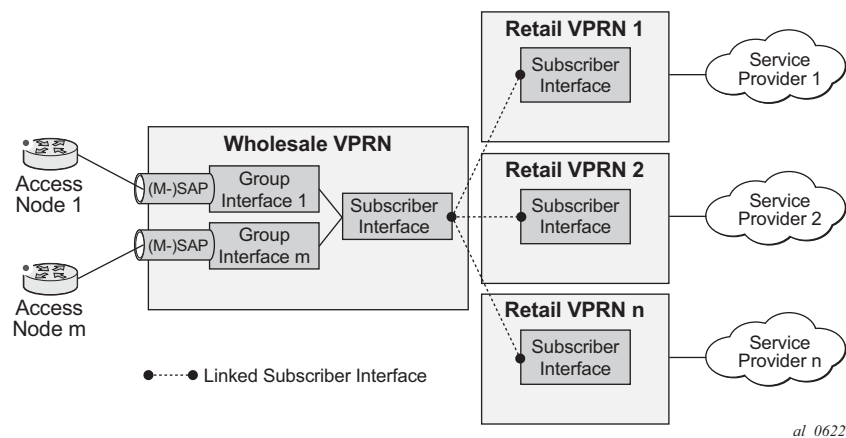 Retail VPRN 1
Subscriber
Interface
Service
Provider 1
Wholesale VPRN
Access
Node 1
(M-)SAP
Group
Interface 1
Subscriber
Interface
Retail VPRN 2
Subscriber
Interface
Service
Provider 2
(M-)SAP
Group
Interface m
Access
Node m
Retail VPRN n
Subscriber
Interface
Service
Provider n
Linked Subscriber Interface
al_0622